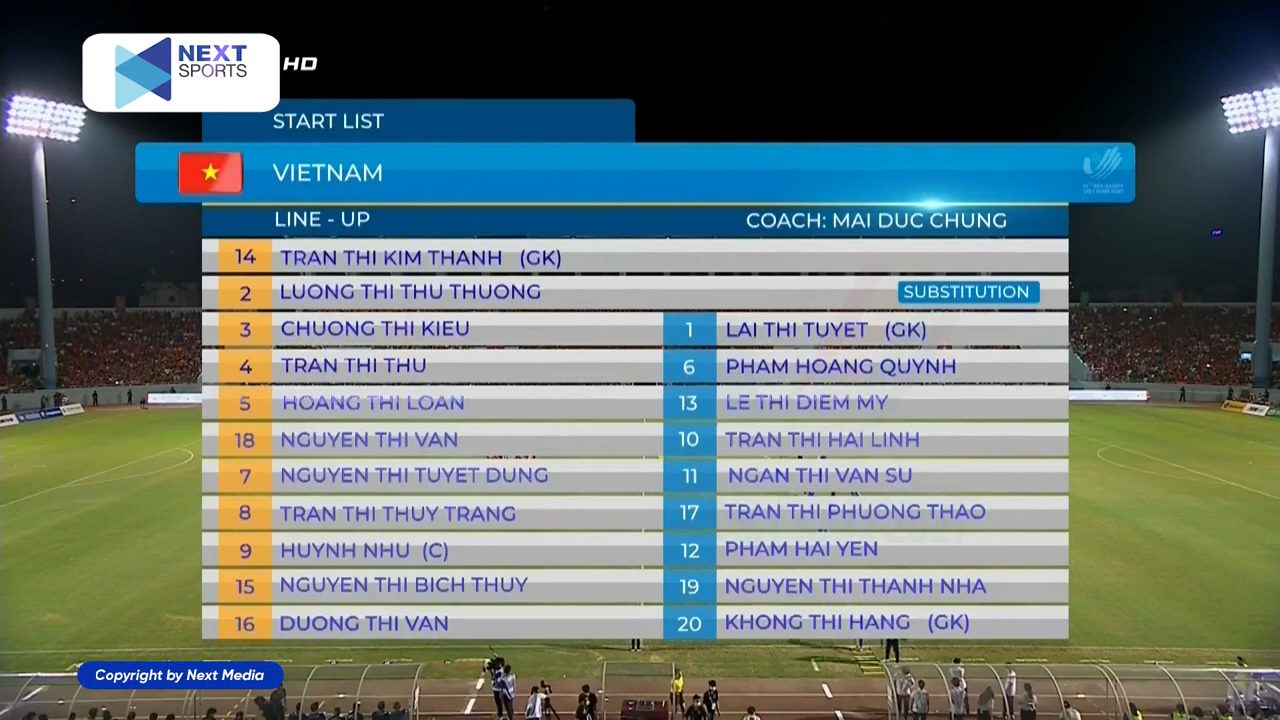 NEXT
SPORTS
HD
START LIST
VIETNAM
LINE - UP
COACH: MAI DUC CHUNG
14 TRAN THI KIM THANH (GK)
2 LUONG THI THU THUONG
3 CHUONG THI KIEU
4 TRAN THI THU
5 HOANG THI LOAN
18 NGUYEN THI VAN
7 NGUYEN THI TUYET DUNG
8 TRAN THI THUY TRANG
9 HUYNH NHU (C)
15 NGUYEN THI BICH THUY
16 DUONG THI VAN
SUBSTITUTION
1 LAI THI TUYET (GK)
6 PHAM HOANG QUYNH
13 LE THI DIEM MY
10 TRAN THI HAI LINH
11 NGAN THI VAN SU
17 TRAN THI PHUONG THAO
12 PHAM HAI YEN
19 NGUYEN THI THANH NHA
20 KHONG THI HANG (GK)
Copyright by Next Media